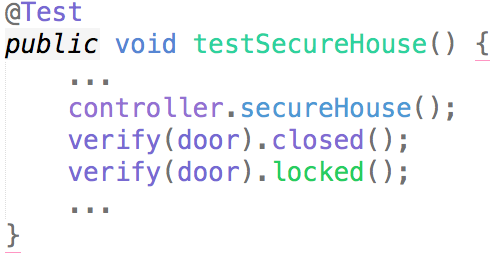 @Test
public void testSecureHouse() {
...
controller.secureHouse();
verify(door).closed();
verify(door).locked();
...
}